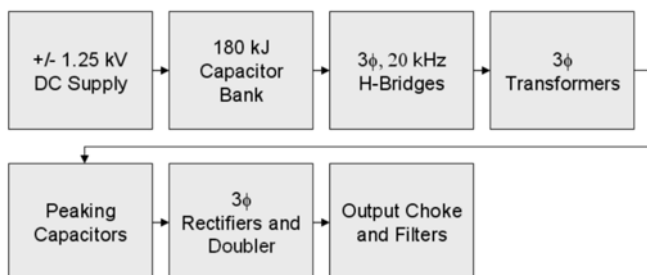 +/- 1.25 kV
DC Supply
180 kJ
Capacitor
Bank
3ϕ, 20 kHz
H-Bridges
3ϕ
Transformers
Peaking
Capacitors
3ϕ
Rectifiers and
Doubler
Output Choke
and Filters